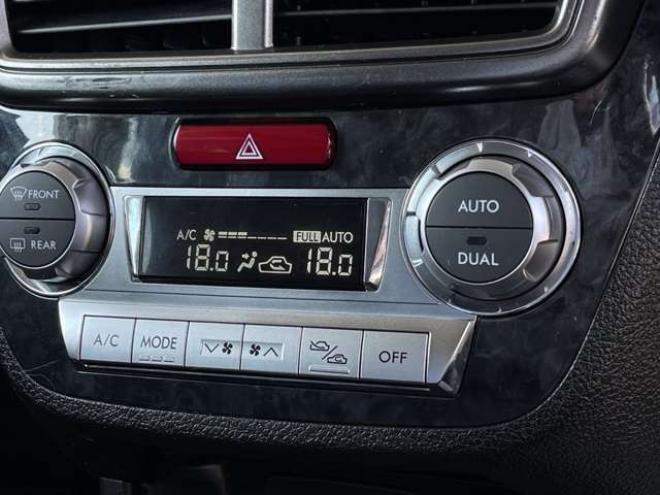 FRONT
REAR
A/C FULL AUTO
18.0 18.0
AUTO
DUAL
A/C MODE OFF